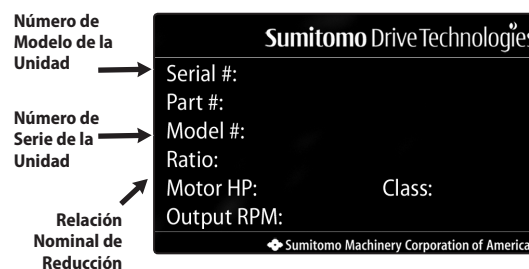 Número de
Modelo de la
Unidad
Número de
Serie de la
Unidad
Relación
Nominal de
Reducción
Sumitomo Drive Technologies
Serial #:
Part #:
Model #:
Ratio:
Motor HP: Class:
Output RPM:
Sumitomo Machinery Corporation of America